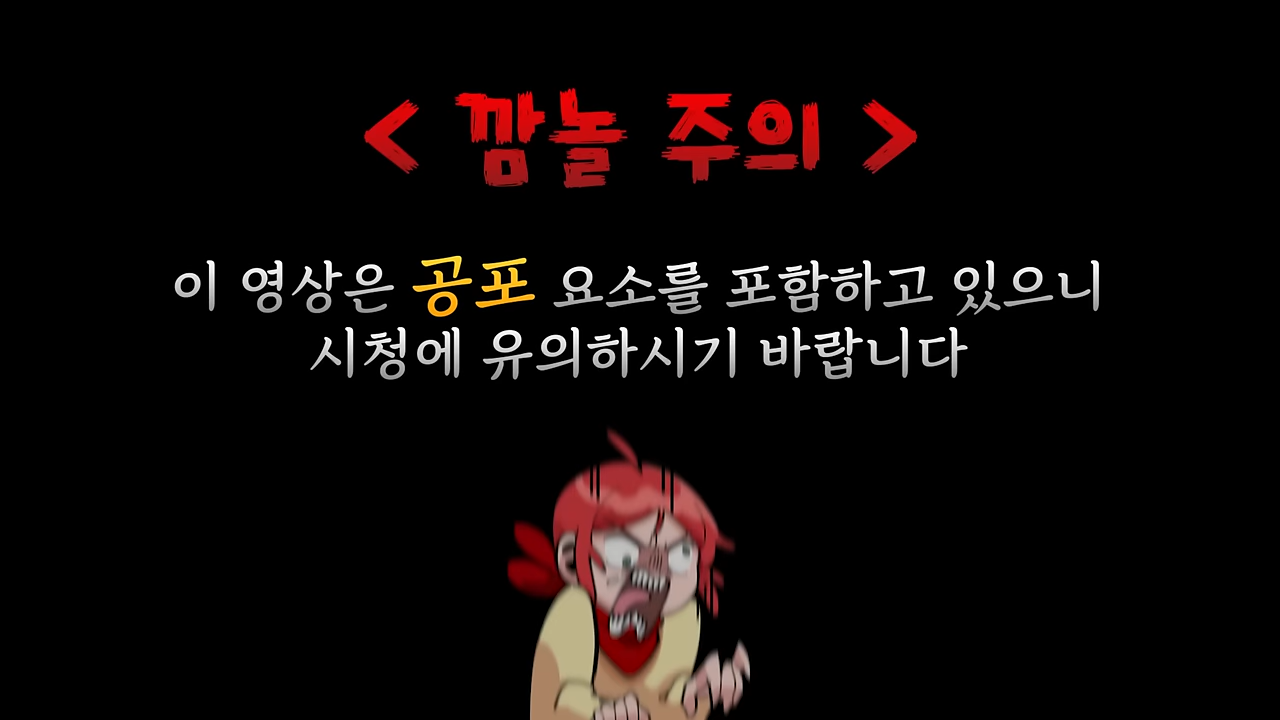 < 깜놀 주의 >
이 영상은 공포 요소를 포함하고 있으니
시청에 유의하시기 바랍니다